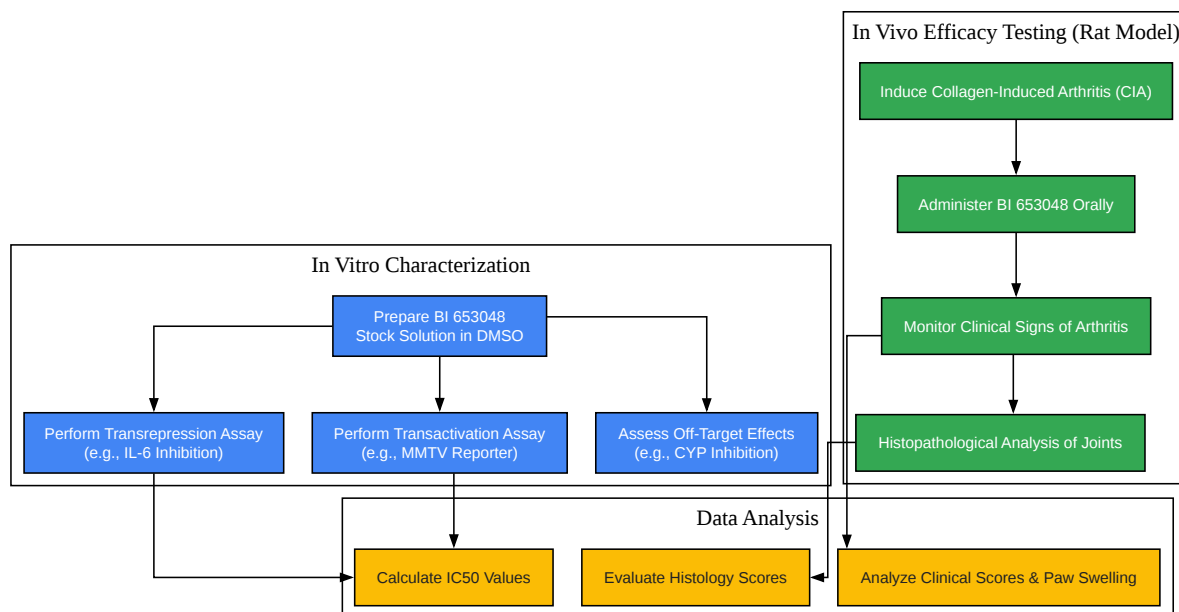 In Vivo Efficacy Testing (Rat Model)
Induce Collagen-Induced Arthritis (CIA)
Administer BI 653048 Orally
Monitor Clinical Signs of Arthritis
Histopathological Analysis of Joints
In Vitro Characterization
Prepare BI 653048
Stock Solution in DMSO
Perform Transrepression Assay
(e.g., IL-6 Inhibition)
Perform Transactivation Assay
(e.g., MMTV Reporter)
Assess Off-Target Effects
(e.g., CYP Inhibition)
Data Analysis
Calculate IC50 Values
Evaluate Histology Scores
Analyze Clinical Scores & Paw Swelling